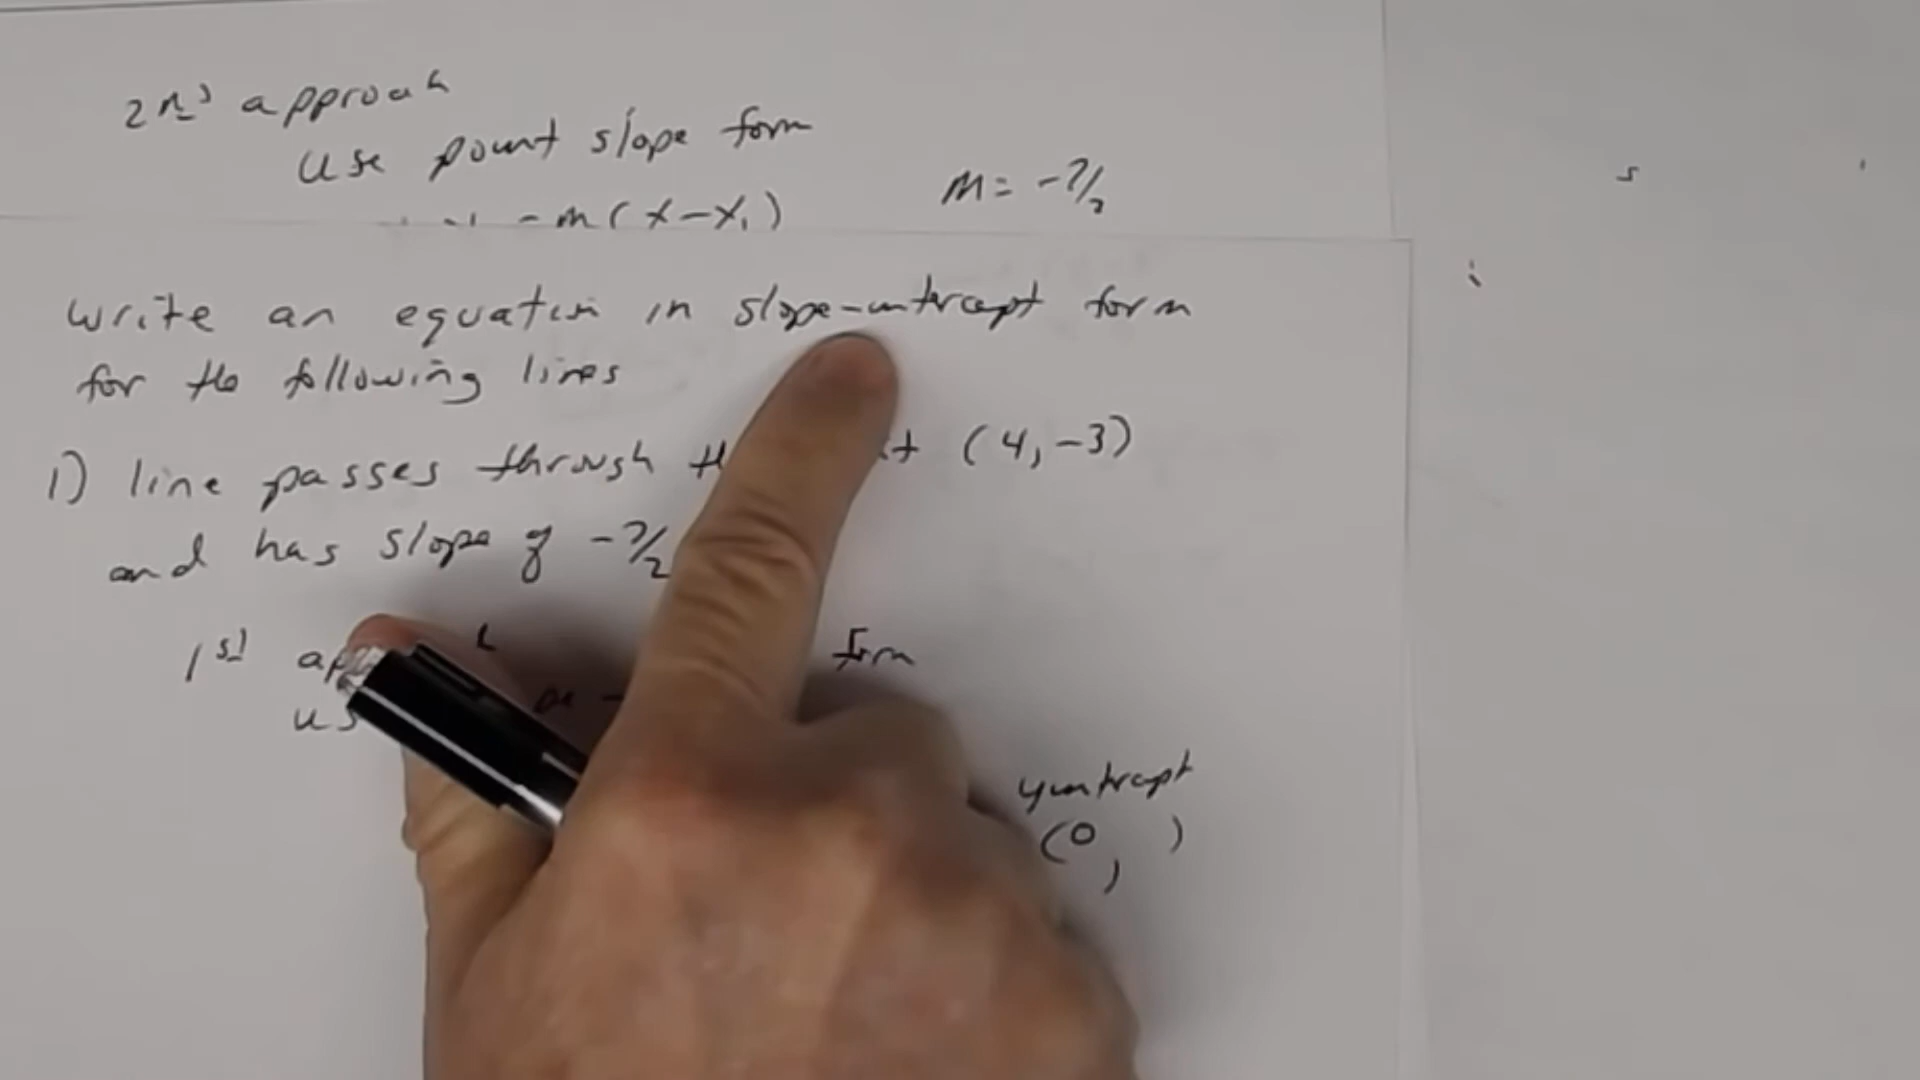 2nd approach
use point slope form
m = -7/2
= m(x-x₁)
write an equation in slope-intercept form
for the following lines
1) line passes through (4, -3)
and has slope of -7/2
1st
form
y intercept
(0, )